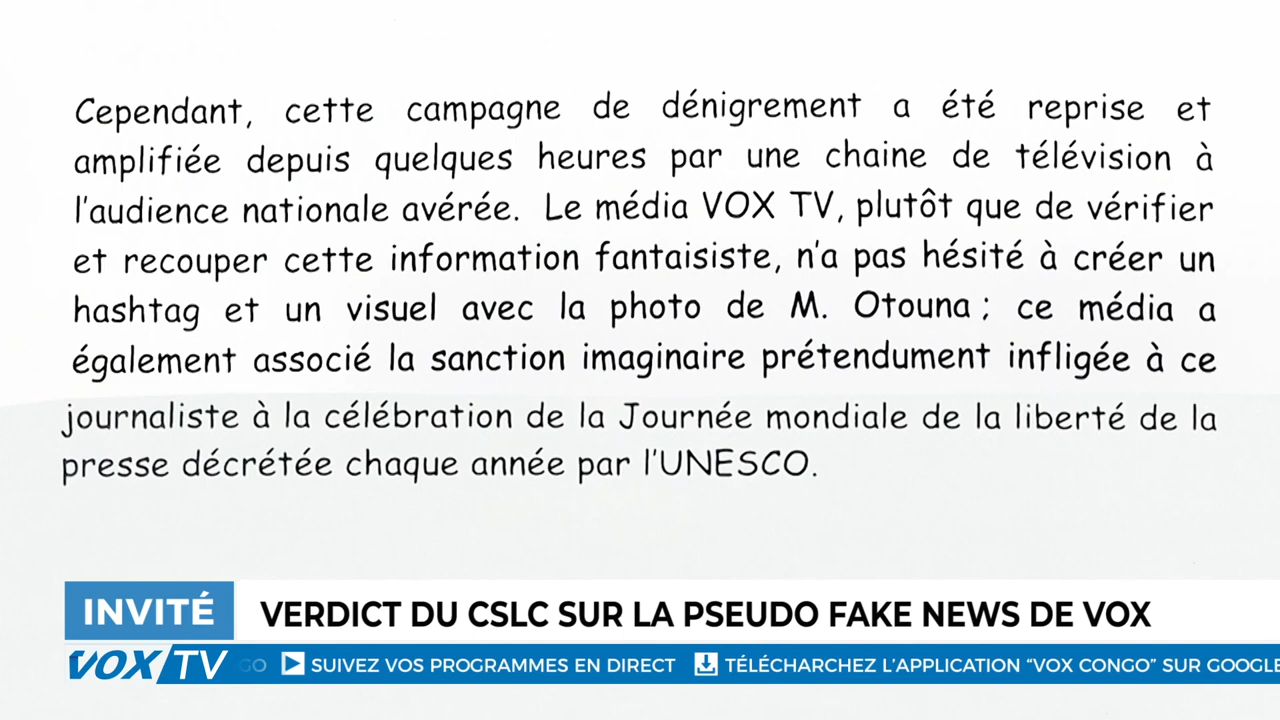 Cependant, cette campagne de dénigrement a été reprise et
amplifiée depuis quelques heures par une chaine de télévision à
l'audience nationale avérée. Le média VOX TV, plutôt que de vérifier
et recouper cette information fantaisiste, n'a pas hésité à créer un
hashtag et un visuel avec la photo de M. Otouna ; ce média a
également associé la sanction imaginaire prétendument infligée à ce
journaliste à la célébration de la Journée mondiale de la liberté de la
presse décrétée chaque année par l'UNESCO.
INVITÉ VERDICT DU CSLC SUR LA PSEUDO FAKE NEWS DE VOX
VOX TV GO SUIVEZ VOS PROGRAMMES EN DIRECT TÉLÉCHARCHEZ L'APPLICATION “VOX CONGO” SUR GOOGLE